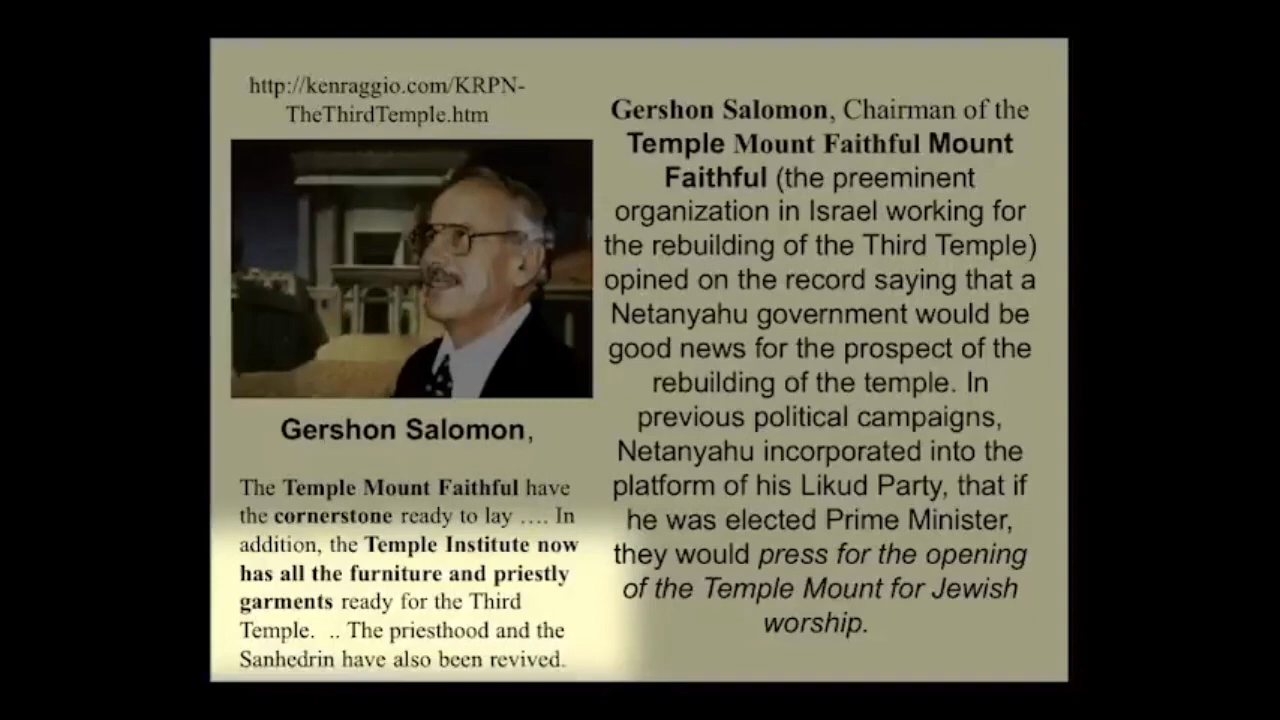 http://kenraggio.com/KRPN-
TheThirdTemple.htm
Gershon Salomon,
The Temple Mount Faithful have
the cornerstone ready to lay .... In
addition, the Temple Institute now
has all the furniture and priestly
garments ready for the Third
Temple. .. The priesthood and the
Sanhedrin have also been revived.
Gershon Salomon, Chairman of the
Temple Mount Faithful Mount
Faithful (the preeminent
organization in Israel working for
the rebuilding of the Third Temple)
opined on the record saying that a
Netanyahu government would be
good news for the prospect of the
rebuilding of the temple. In
previous political campaigns,
Netanyahu incorporated into the
platform of his Likud Party, that if
he was elected Prime Minister,
they would press for the opening
of the Temple Mount for Jewish
worship.